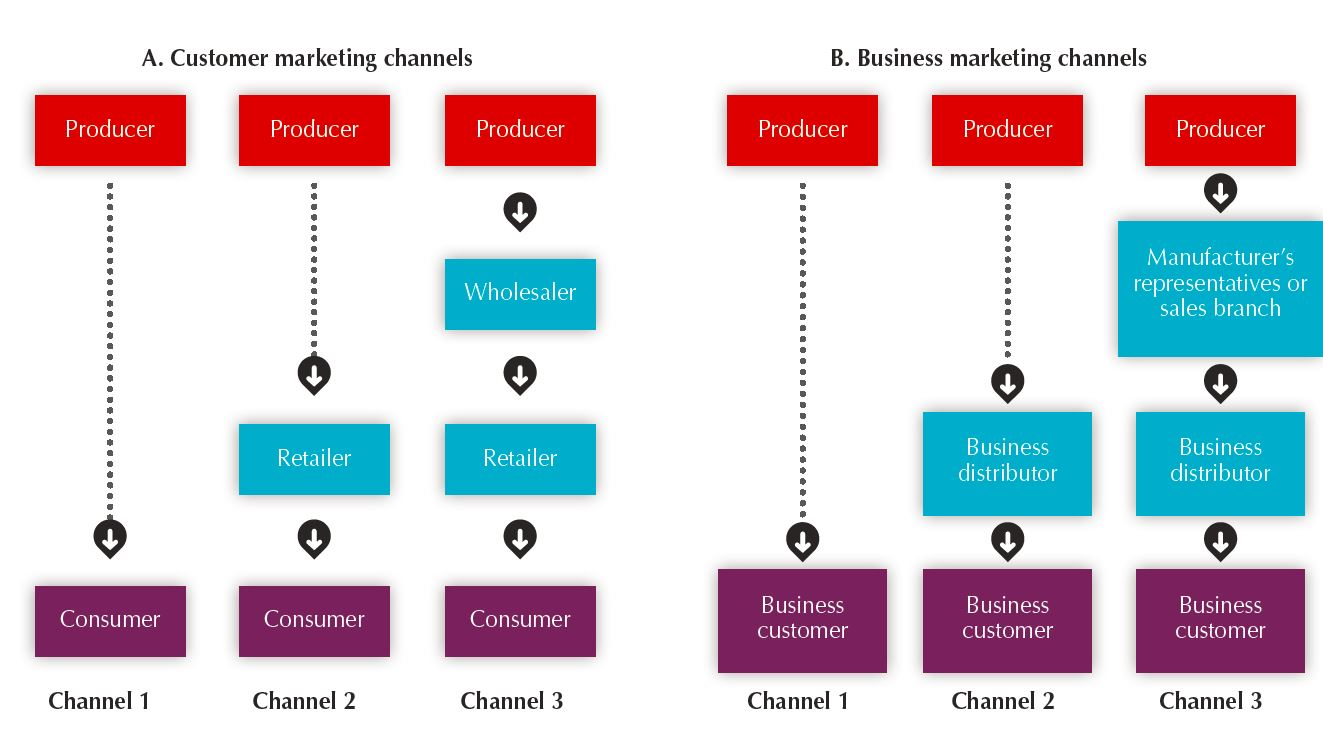 A. Customer marketing channels
B. Business marketing channels
Producer
Producer
Producer
Producer
Producer
Producer
Wholesaler
Manufacturer’s
representatives or
sales branch
Retailer
Retailer
Business
distributor
Business
distributor
Consumer
Consumer
Consumer
Business
customer
Business
customer
Business
customer
Channel 1
Channel 2
Channel 3
Channel 1
Channel 2
Channel 3